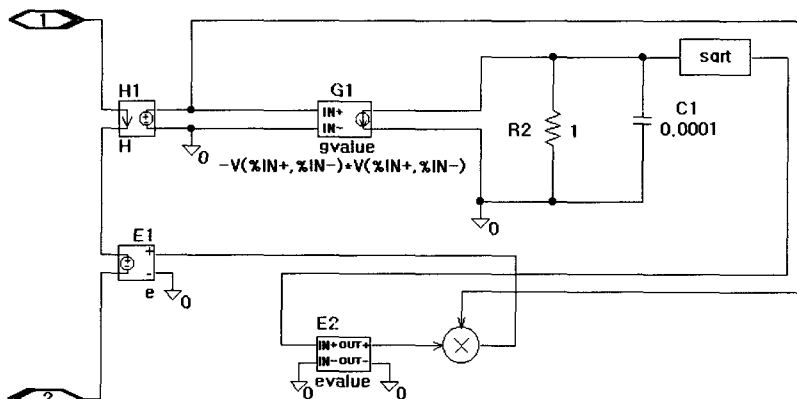 1
H1
G1
sqrt
IN+
IN-
C1
0.0001
R2
1
H
0
gvalue
-V(%IN+,%IN-)*V(%IN+,%IN-)
0
E1
+
-
e
0
E2
IN+OUT+
IN-OUT-
0
evalue
0
2